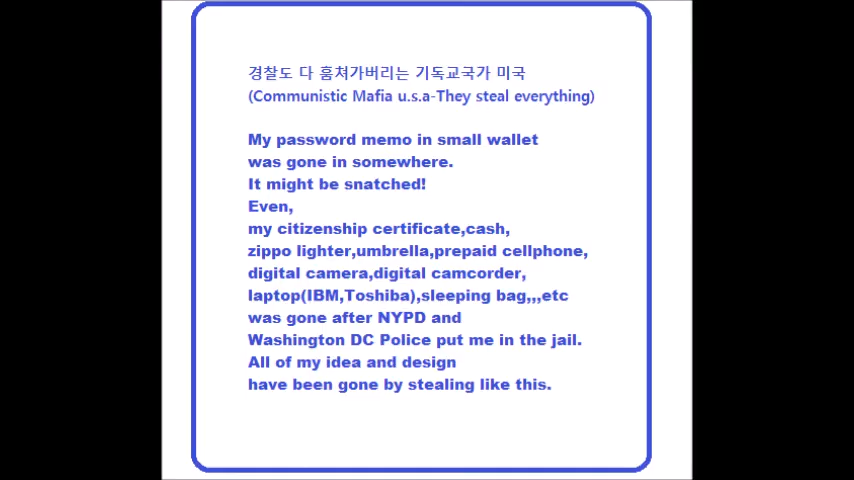 경찰도 다 훔쳐가버리는 기독교국가 미국
(Communistic Mafia u.s.a-They steal everything)
My password memo in small wallet
was gone in somewhere.
It might be snatched!
Even,
my citizenship certificate,cash,
zippo lighter,umbrella,prepaid cellphone,
digital camera,digital camcorder,
laptop(IBM,Toshiba),sleeping bag,,,etc
was gone after NYPD and
Washington DC Police put me in the jail.
All of my idea and design
have been gone by stealing like this.